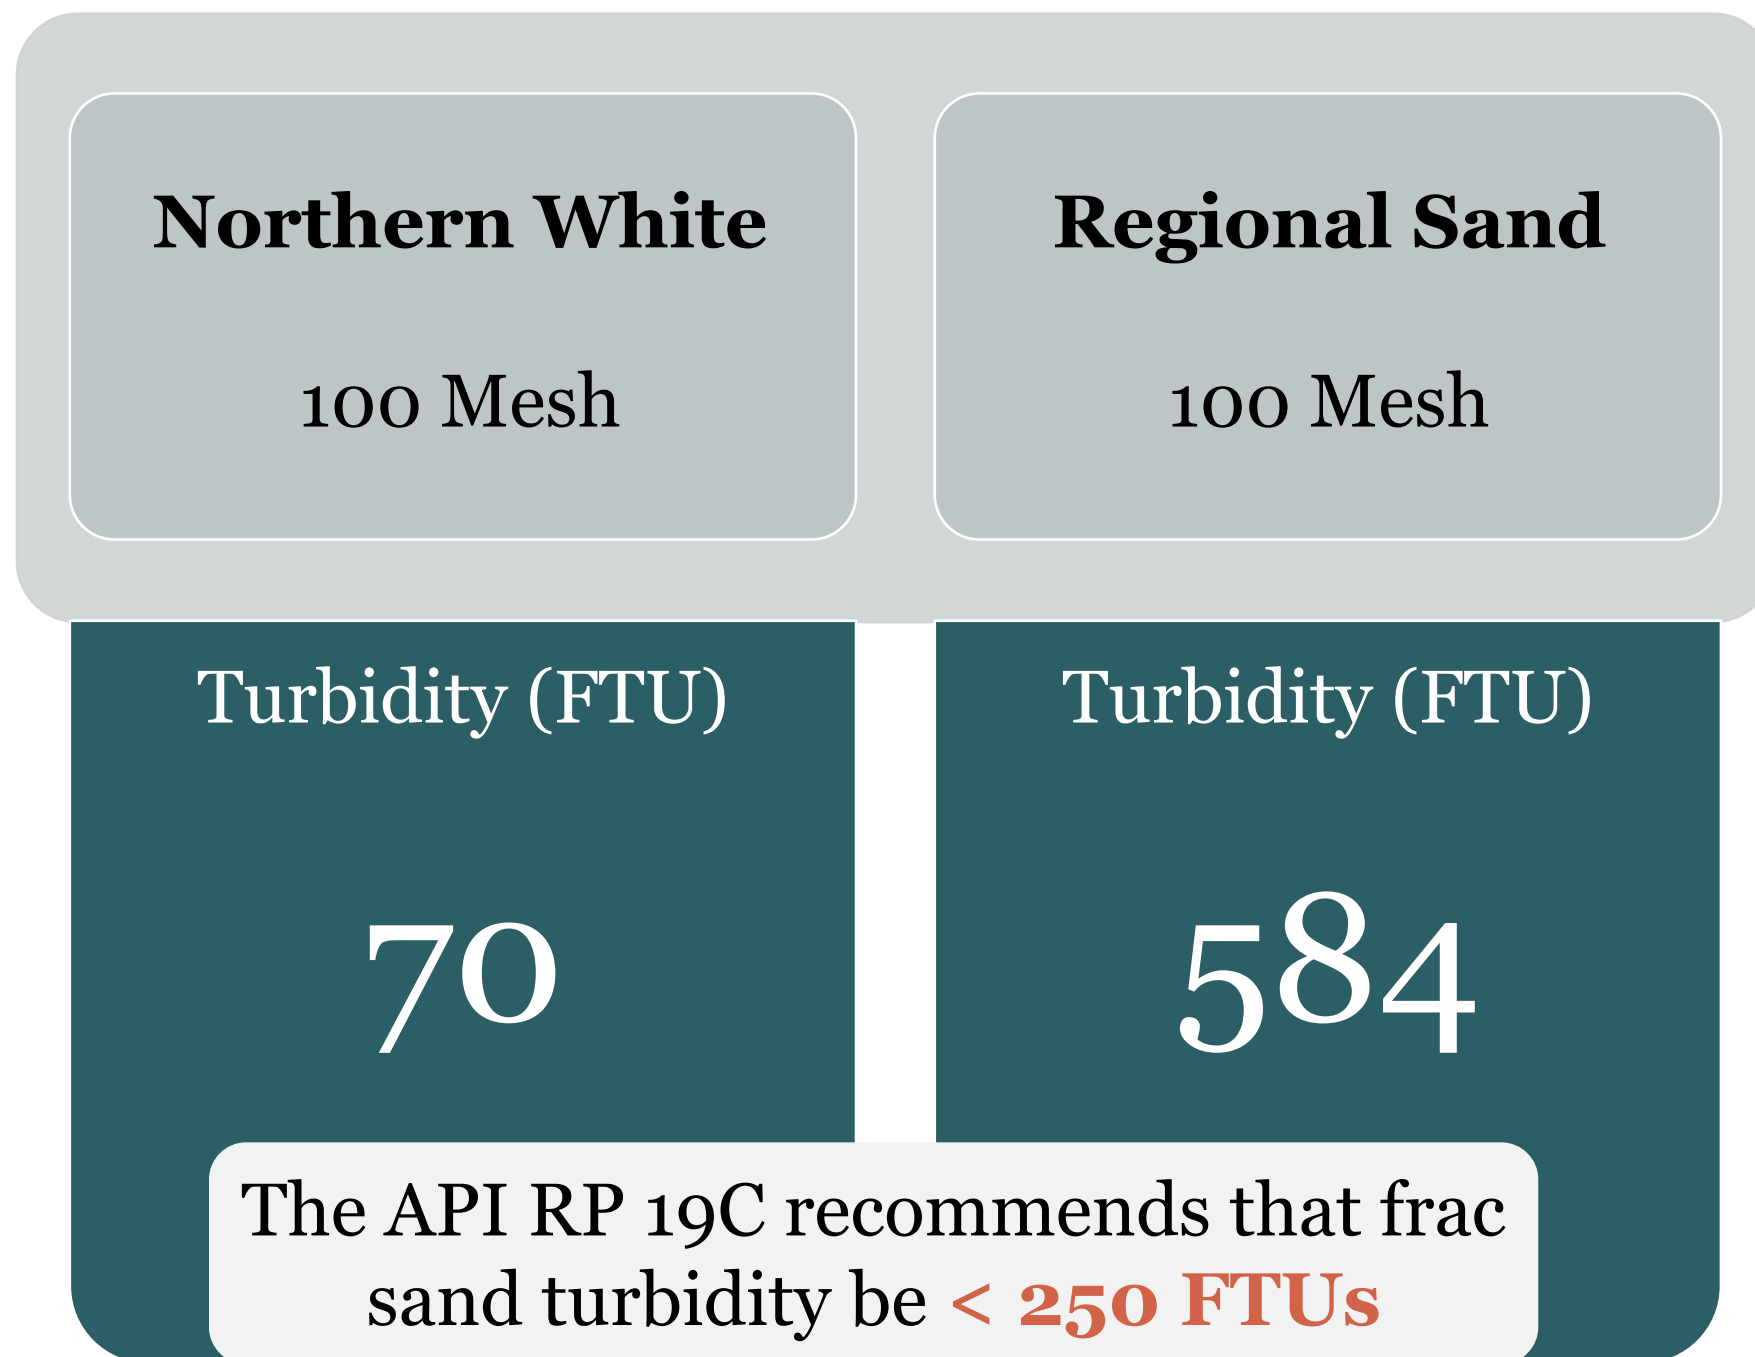 Northern White
100 Mesh
Regional Sand
100 Mesh
Turbidity (FTU)
70
Turbidity (FTU)
584
The API RP 19C recommends that frac
sand turbidity be < 250 FTUs